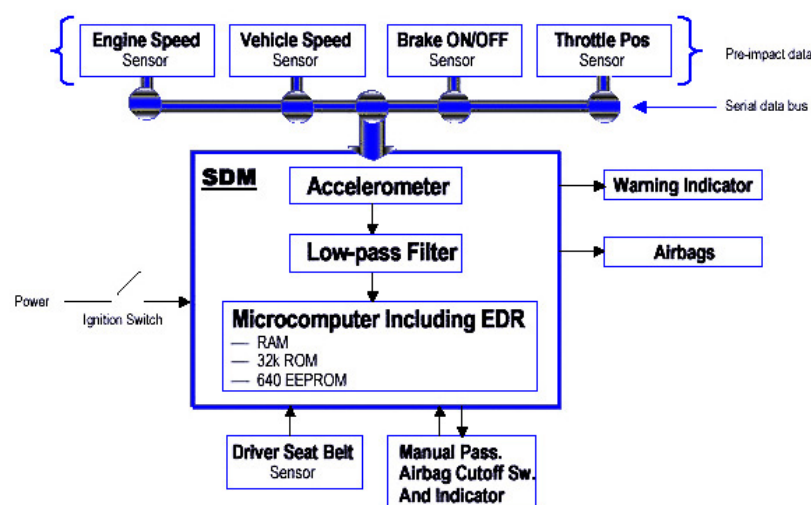 Engine Speed
Sensor
Vehicle Speed
Sensor
Brake ON/OFF
Sensor
Throttle Pos
Sensor
Pre-impact data
Serial data bus
SDM
Accelerometer
Low-pass Filter
Microcomputer Including EDR
— RAM
— 32k ROM
— 640 EEPROM
Warning Indicator
Airbags
Power
Ignition Switch
Driver Seat Belt
Sensor
Manual Pass.
Airbag Cutoff Sw.
And Indicator